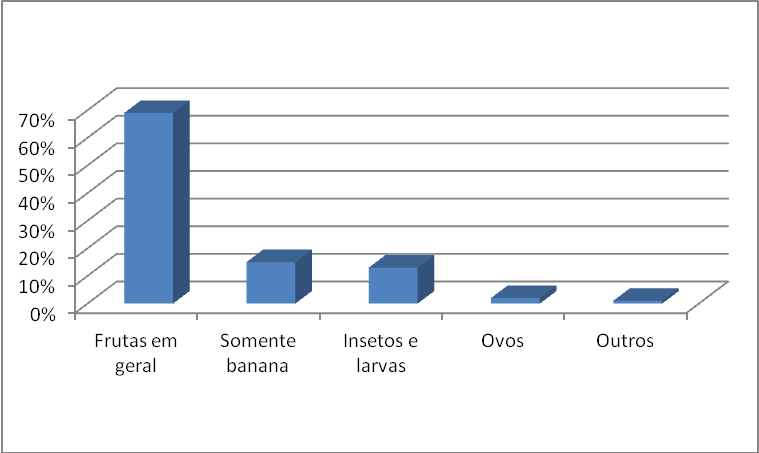 70%
60%
50%
40%
30%
20%
10%
0%
Frutas em
geral
Somente
banana
Insetos e
larvas
Ovos
Outros